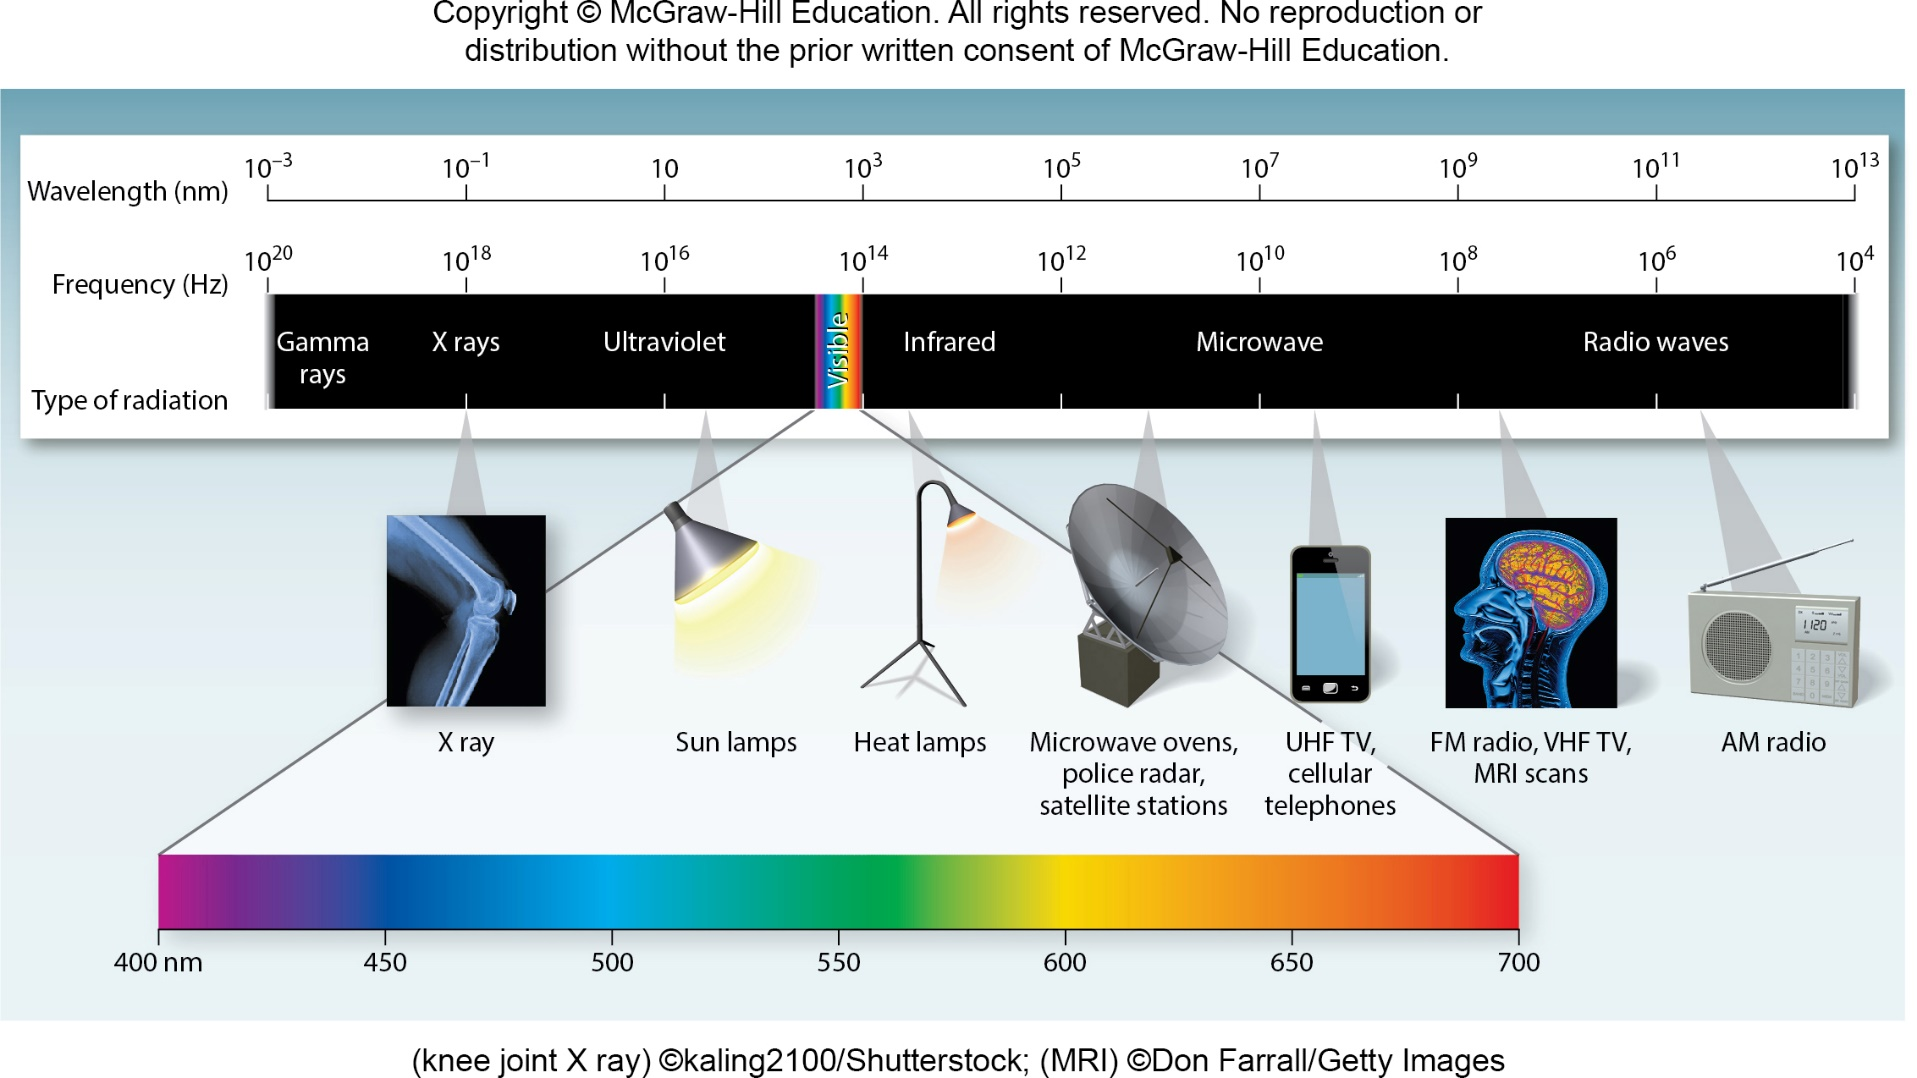 Copyright © McGraw-Hill Education. All rights reserved. No reproduction or
distribution without the prior written consent of McGraw-Hill Education.
10⁻³ 10⁻¹ 10 10³ 10⁵ 10⁷ 10⁹ 10¹¹ 10¹³
Wavelength (nm)
10²⁰ 10¹⁸ 10¹⁶ 10¹⁴ 10¹² 10¹⁰ 10⁸ 10⁶ 10⁴
Frequency (Hz)
Gamma
rays
X rays
Ultraviolet
Visible
Infrared
Microwave
Radio waves
Type of radiation
1120
X ray
Sun lamps
Heat lamps
Microwave ovens,
police radar,
satellite stations
UHF TV,
cellular
telephones
FM radio, VHF TV,
MRI scans
AM radio
400 nm 450 500 550 600 650 700
(knee joint X ray) ©kaling2100/Shutterstock; (MRI) ©Don Farrall/Getty Images